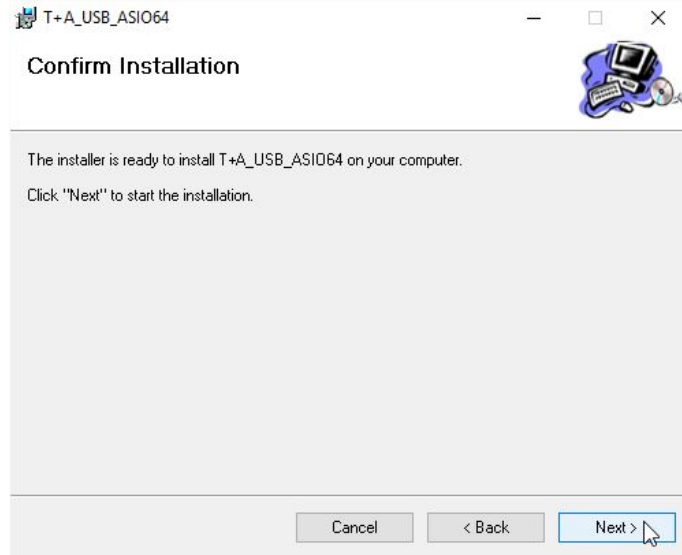 T+A_USB_ASIO64
Confirm Installation
The installer is ready to install T+A_USB_ASIO64 on your computer.
Click "Next" to start the installation.
Cancel
< Back
Next >